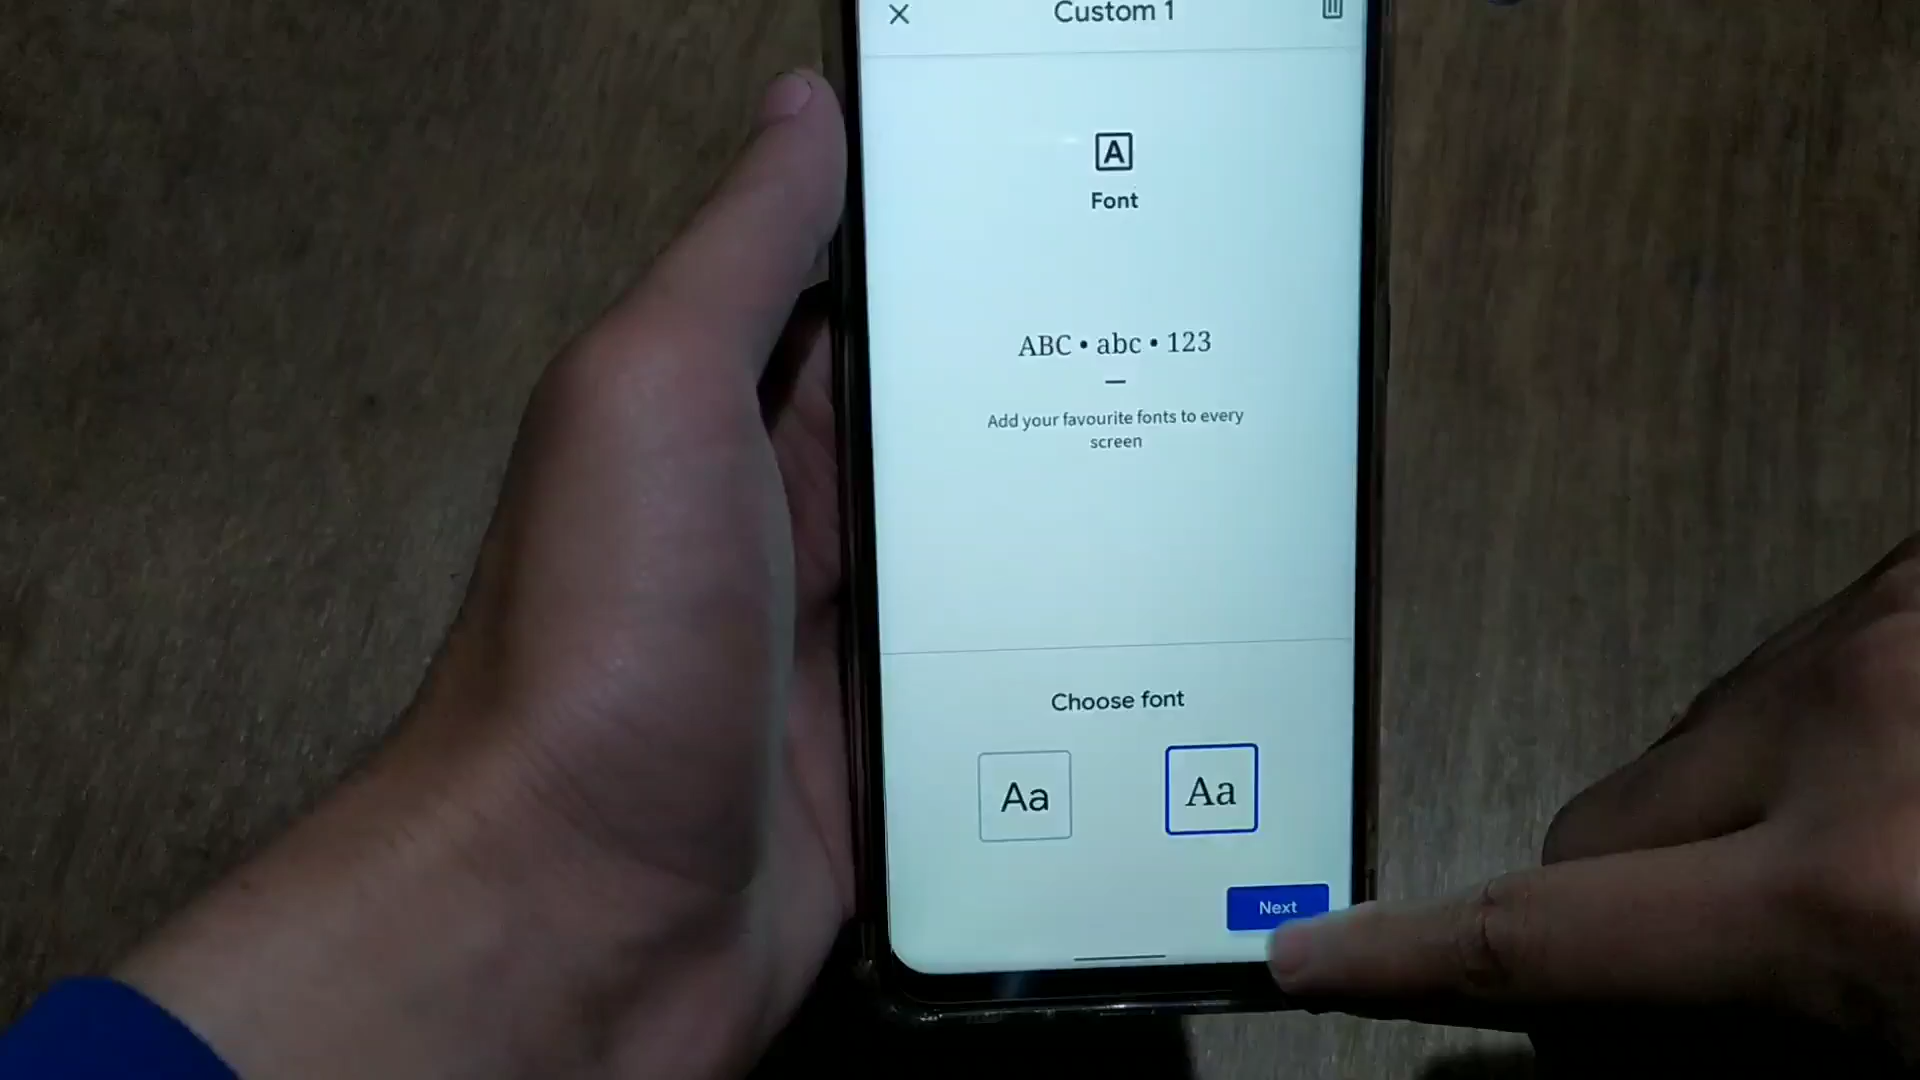 Custom 1
A
Font
ABC • abc • 123
Add your favourite fonts to every
screen
Choose font
Aa
Aa
Next